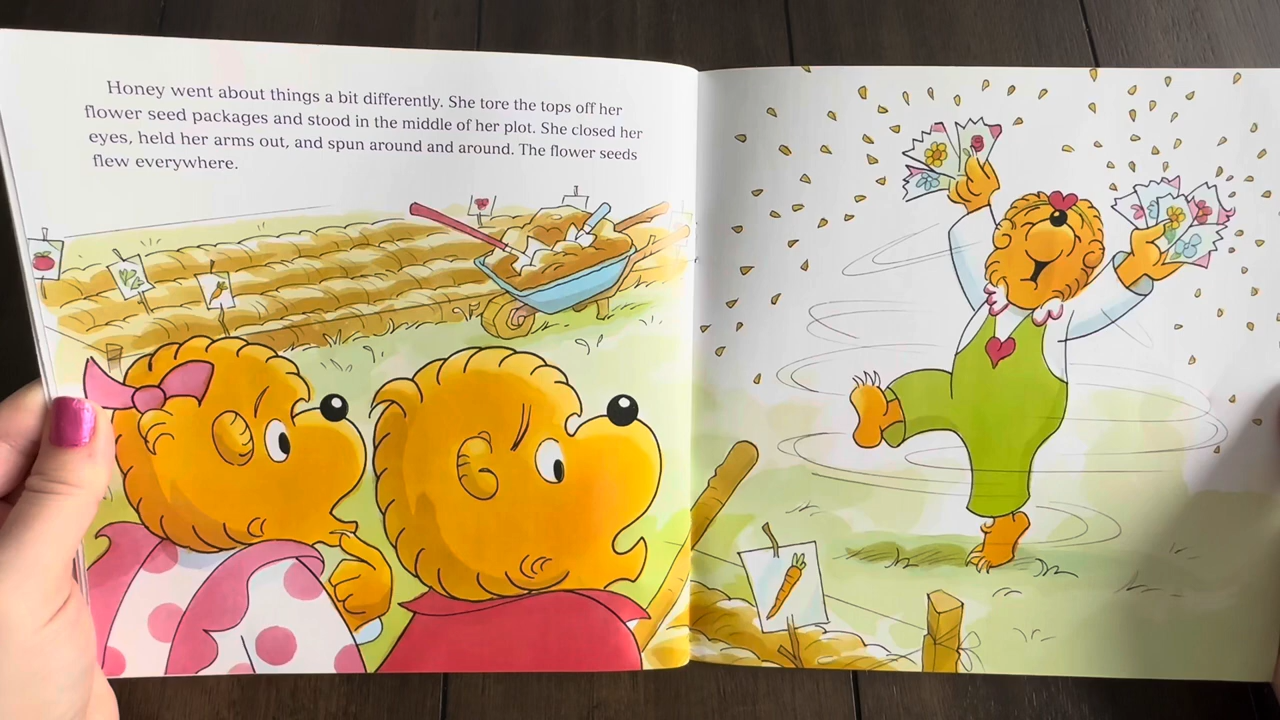 Honey went about things a bit differently. She tore the tops off her
flower seed packages and stood in the middle of her plot. She closed her
eyes, held her arms out, and spun around and around. The flower seeds
flew everywhere.